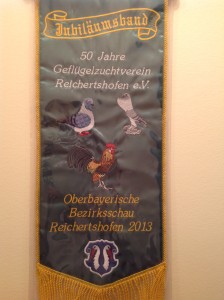 Jubiläumsband
50 Jahre
Geflügelzuchtverein
Reichertshofen e.V.
Oberbayerische
Bezirksschau
Reichertshofen 2013